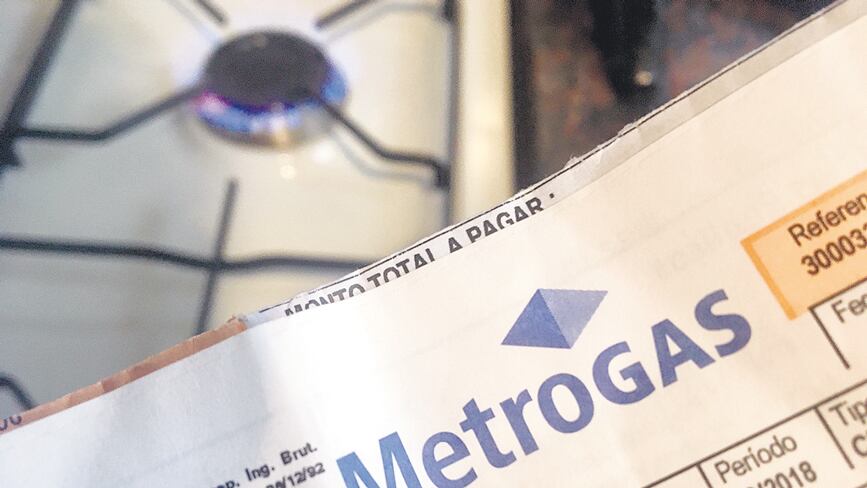 MONTO TOTAL A PAGAR :
MetroGAS
Ing. Brut.
/12/92
Referen
30003
Fe
Período
/2018
Tip